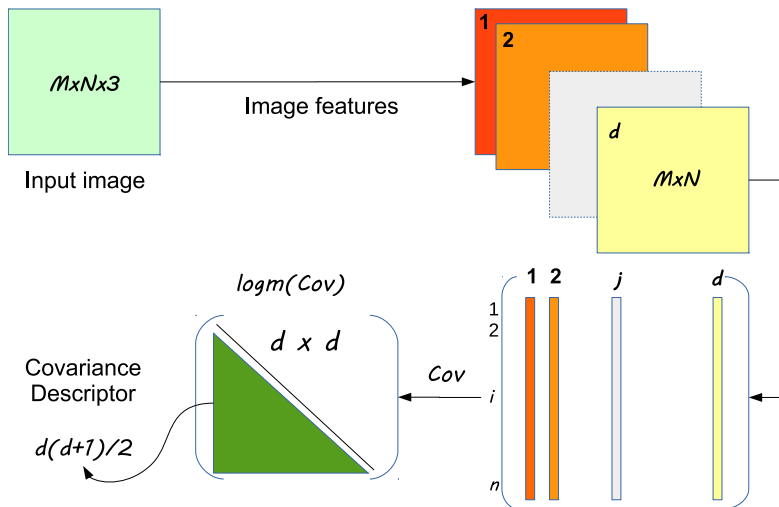 MxNx3
Input image
Image features
1
2
d
MxN
1 2 j d
1
2
i
n
Cov
logm(Cov)
d x d
Covariance
Descriptor
d(d+1)/2